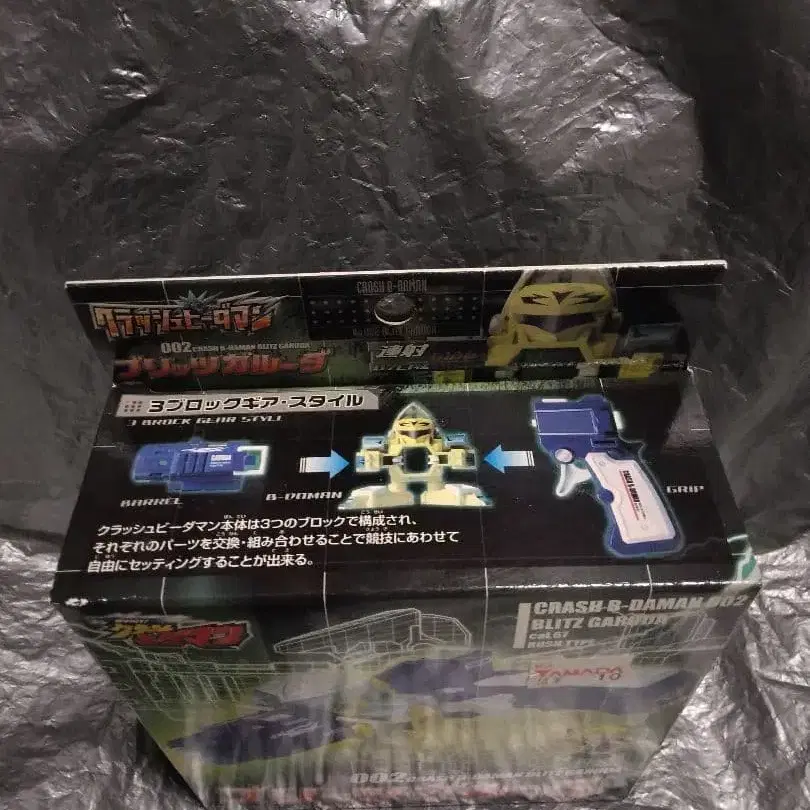 CRASH B-DAMAN
クラッシュビーダマン
002 CRASH B-DAMAN BLITZ GARUDA
ブリッツガルーダ
連射
3ブロックギア・スタイル
3 BROCK GEAR STYLE
GARUDA
BARREL
B-DAMAN
GRIP
クラッシュビーダマン本体は3つのブロックで構成され、
それぞれのパーツを交換・組み合わせることで競技にあわせて
自由にセッティングすることが出来る。
CRASH B-DAMAN 002
BLITZ GARUDA
cal.07
RUSH TYPE
002 CRASH B-DAMAN BLITZ GARUDA